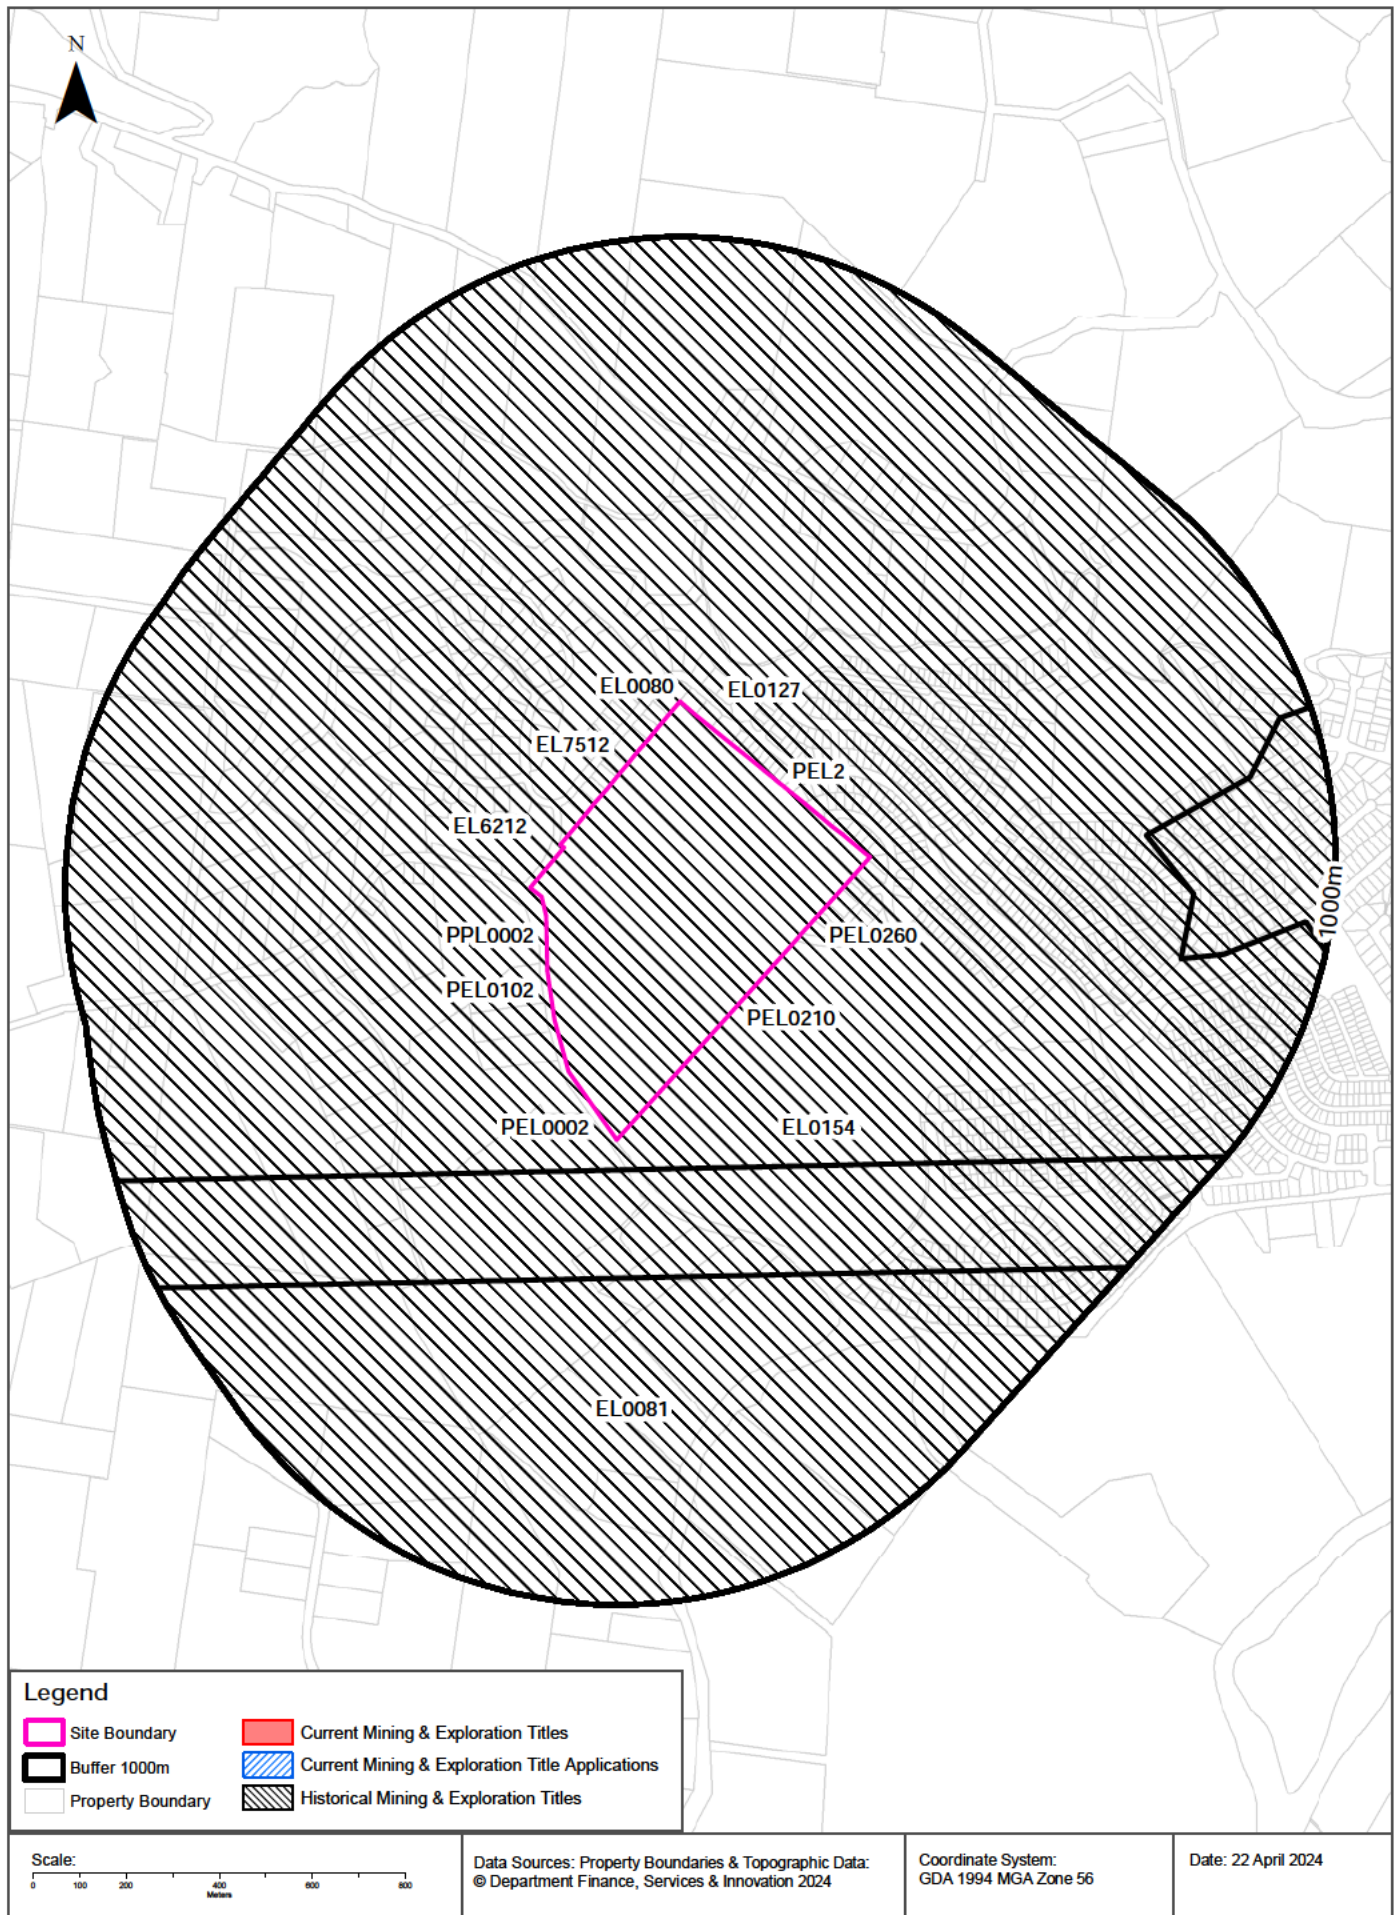 N
EL0080
EL0127
EL7512
PEL2
EL6212
1000m
PPL0002
PEL0260
PEL0102
PEL0210
PEL0002
EL0154
EL0081
Legend
Site Boundary
Buffer 1000m
Property Boundary
Current Mining & Exploration Titles
Current Mining & Exploration Title Applications
Historical Mining & Exploration Titles
Scale:
0 100 200 400 600 800
Meters
Data Sources: Property Boundaries & Topographic Data:
© Department Finance, Services & Innovation 2024
Coordinate System:
GDA 1994 MGA Zone 56
Date: 22 April 2024